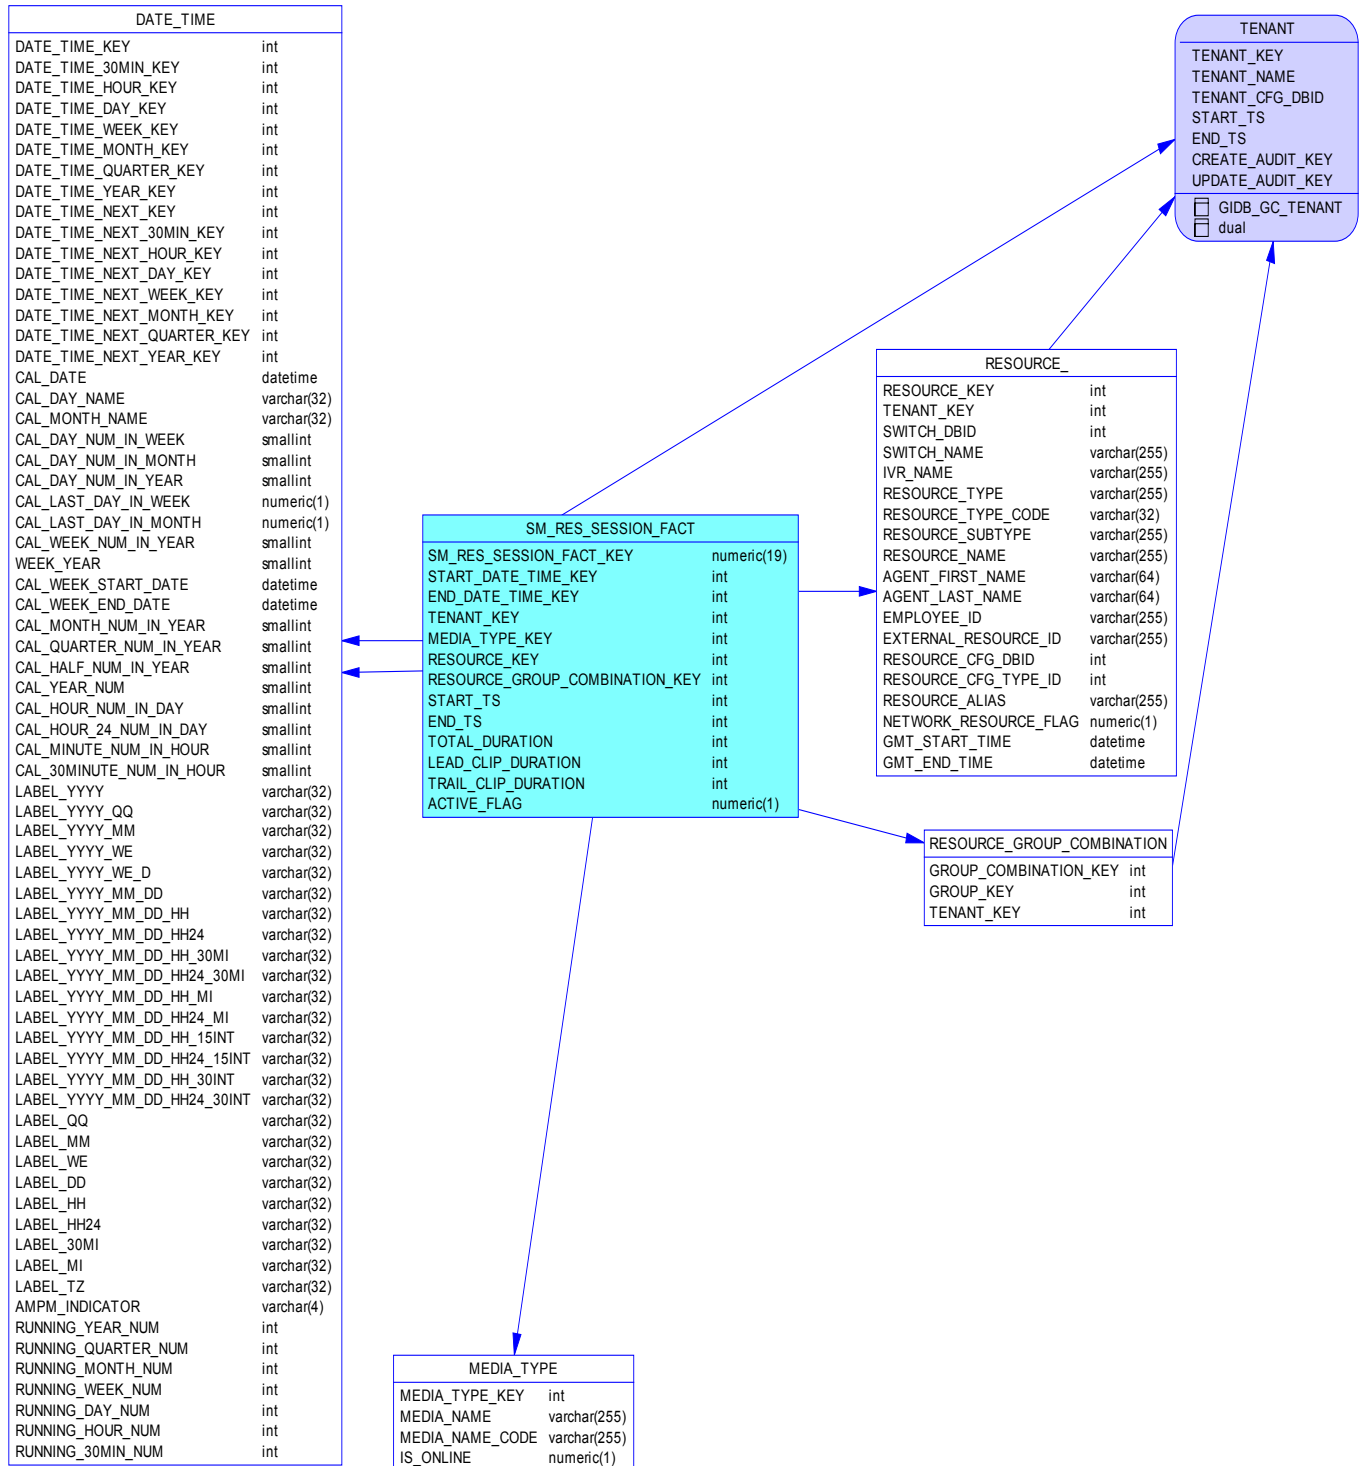 DATE_TIME
DATE_TIME_KEY int
DATE_TIME_30MIN_KEY int
DATE_TIME_HOUR_KEY int
DATE_TIME_DAY_KEY int
DATE_TIME_WEEK_KEY int
DATE_TIME_MONTH_KEY int
DATE_TIME_QUARTER_KEY int
DATE_TIME_YEAR_KEY int
DATE_TIME_NEXT_KEY int
DATE_TIME_NEXT_30MIN_KEY int
DATE_TIME_NEXT_HOUR_KEY int
DATE_TIME_NEXT_DAY_KEY int
DATE_TIME_NEXT_WEEK_KEY int
DATE_TIME_NEXT_MONTH_KEY int
DATE_TIME_NEXT_QUARTER_KEY int
DATE_TIME_NEXT_YEAR_KEY int
CAL_DATE datetime
CAL_DAY_NAME varchar(32)
CAL_MONTH_NAME varchar(32)
CAL_DAY_NUM_IN_WEEK smallint
CAL_DAY_NUM_IN_MONTH smallint
CAL_DAY_NUM_IN_YEAR smallint
CAL_LAST_DAY_IN_WEEK numeric(1)
CAL_LAST_DAY_IN_MONTH numeric(1)
CAL_WEEK_NUM_IN_YEAR smallint
WEEK_YEAR smallint
CAL_WEEK_START_DATE datetime
CAL_WEEK_END_DATE datetime
CAL_MONTH_NUM_IN_YEAR smallint
CAL_QUARTER_NUM_IN_YEAR smallint
CAL_HALF_NUM_IN_YEAR smallint
CAL_YEAR_NUM smallint
CAL_HOUR_NUM_IN_DAY smallint
CAL_HOUR_24_NUM_IN_DAY smallint
CAL_MINUTE_NUM_IN_HOUR smallint
CAL_30MINUTE_NUM_IN_HOUR smallint
LABEL_YYYY varchar(32)
LABEL_YYYY_QQ varchar(32)
LABEL_YYYY_MM varchar(32)
LABEL_YYYY_WE varchar(32)
LABEL_YYYY_WE_D varchar(32)
LABEL_YYYY_MM_DD varchar(32)
LABEL_YYYY_MM_DD_HH varchar(32)
LABEL_YYYY_MM_DD_HH24 varchar(32)
LABEL_YYYY_MM_DD_HH_30MI varchar(32)
LABEL_YYYY_MM_DD_HH24_30MI varchar(32)
LABEL_YYYY_MM_DD_HH_MI varchar(32)
LABEL_YYYY_MM_DD_HH24_MI varchar(32)
LABEL_YYYY_MM_DD_HH_15INT varchar(32)
LABEL_YYYY_MM_DD_HH24_15INT varchar(32)
LABEL_YYYY_MM_DD_HH_30INT varchar(32)
LABEL_YYYY_MM_DD_HH24_30INT varchar(32)
LABEL_QQ varchar(32)
LABEL_MM varchar(32)
LABEL_WE varchar(32)
LABEL_DD varchar(32)
LABEL_HH varchar(32)
LABEL_HH24 varchar(32)
LABEL_30MI varchar(32)
LABEL_MI varchar(32)
LABEL_TZ varchar(32)
AMPM_INDICATOR varchar(4)
RUNNING_YEAR_NUM int
RUNNING_QUARTER_NUM int
RUNNING_MONTH_NUM int
RUNNING_WEEK_NUM int
RUNNING_DAY_NUM int
RUNNING_HOUR_NUM int
RUNNING_30MIN_NUM int
SM_RES_SESSION_FACT
SM_RES_SESSION_FACT_KEY numeric(19)
START_DATE_TIME_KEY int
END_DATE_TIME_KEY int
TENANT_KEY int
MEDIA_TYPE_KEY int
RESOURCE_KEY int
RESOURCE_GROUP_COMBINATION_KEY int
START_TS int
END_TS int
TOTAL_DURATION int
LEAD_CLIP_DURATION int
TRAIL_CLIP_DURATION int
ACTIVE_FLAG numeric(1)
MEDIA_TYPE
MEDIA_TYPE_KEY int
MEDIA_NAME varchar(255)
MEDIA_NAME_CODE varchar(255)
IS_ONLINE numeric(1)
TENANT
TENANT_KEY
TENANT_NAME
TENANT_CFG_DBID
START_TS
END_TS
CREATE_AUDIT_KEY
UPDATE_AUDIT_KEY
GIDB_GC_TENANT
dual
RESOURCE_
RESOURCE_KEY int
TENANT_KEY int
SWITCH_DBID int
SWITCH_NAME varchar(255)
IVR_NAME varchar(255)
RESOURCE_TYPE varchar(255)
RESOURCE_TYPE_CODE varchar(32)
RESOURCE_SUBTYPE varchar(255)
RESOURCE_NAME varchar(255)
AGENT_FIRST_NAME varchar(64)
AGENT_LAST_NAME varchar(64)
EMPLOYEE_ID varchar(255)
EXTERNAL_RESOURCE_ID varchar(255)
RESOURCE_CFG_DBID int
RESOURCE_CFG_TYPE_ID int
RESOURCE_ALIAS varchar(255)
NETWORK_RESOURCE_FLAG numeric(1)
GMT_START_TIME datetime
GMT_END_TIME datetime
RESOURCE_GROUP_COMBINATION
GROUP_COMBINATION_KEY int
GROUP_KEY int
TENANT_KEY int